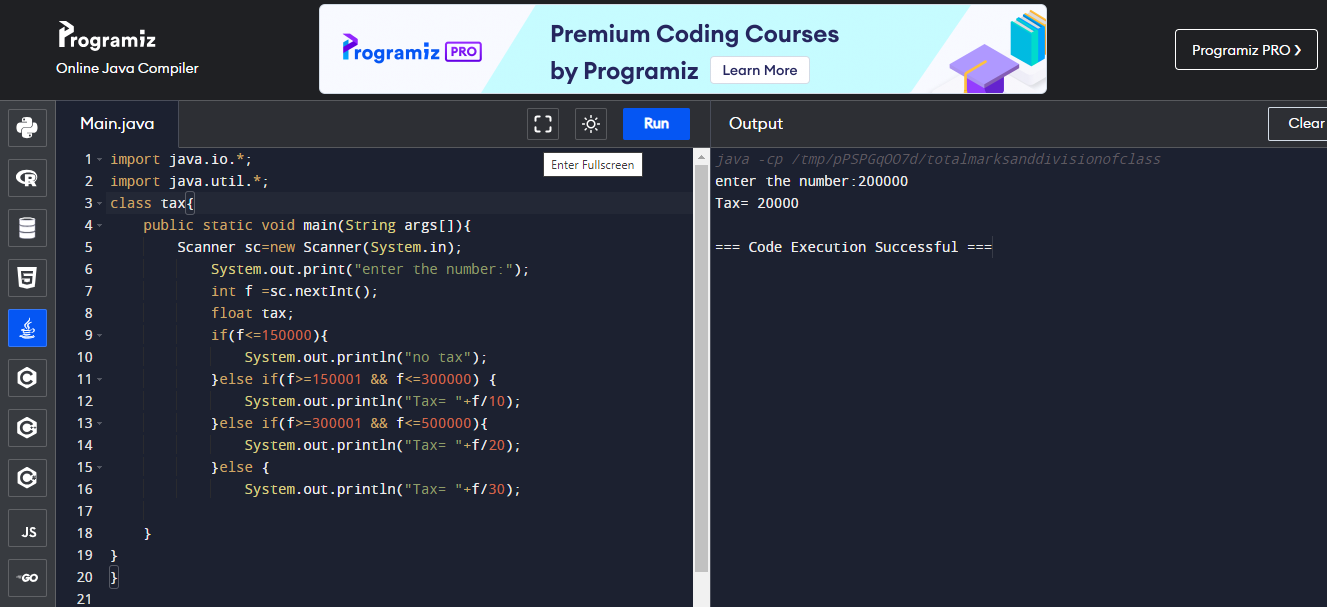 Programiz
Online Java Compiler
Programiz PRO
Premium Coding Courses
by Programiz
Learn More
Programiz PRO ❯
Main.java
Run
Output
Clear
Enter Fullscreen
1 import java.io.*;
2 import java.util.*;
3 class tax{
4 public static void main(String args[]){
5 Scanner sc=new Scanner(System.in);
6 System.out.print("enter the number:");
7 int f =sc.nextInt();
8 float tax;
9 if(f<=150000){
10 System.out.println("no tax");
11 }else if(f>=150001 && f<=300000) {
12 System.out.println("Tax= "+f/10);
13 }else if(f>=300001 && f<=500000){
14 System.out.println("Tax= "+f/20);
15 }else {
16 System.out.println("Tax= "+f/30);
17
18 }
19 }
20 }
21
java -cp /tmp/pPSPGqOO7d/totalmarksanddivisionofclass
enter the number:200000
Tax= 20000
=== Code Execution Successful ===
R
5
C
C
C
JS
GO